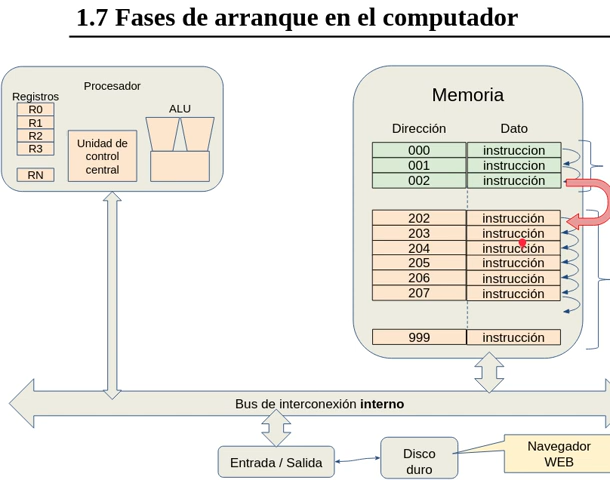 1.7 Fases de arranque en el computador
Procesador
Registros
R0
R1
R2
R3
RN
Unidad de
control
central
ALU
Memoria
Dirección Dato
000 instruccion
001 instruccion
002 instrucción
202 instrucción
203 instrucción
204 instrucción
205 instrucción
206 instrucción
207 instrucción
999 instrucción
Bus de interconexión interno
Entrada / Salida
Disco
duro
Navegador
WEB